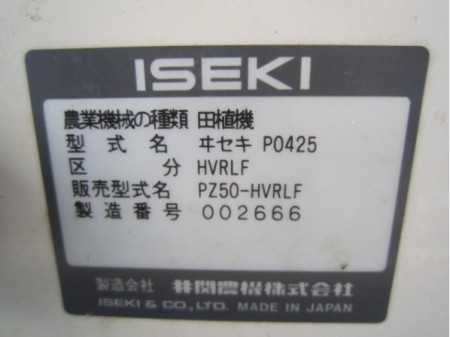 ISEKI
農業機械の種類 田植機
型式名 ヰセキ P0425
区分 HVRLF
販売型式名 PZ50-HVRLF
製造番号 002666
製造会社 井関農機株式会社
ISEKI & CO., LTD. MADE IN JAPAN